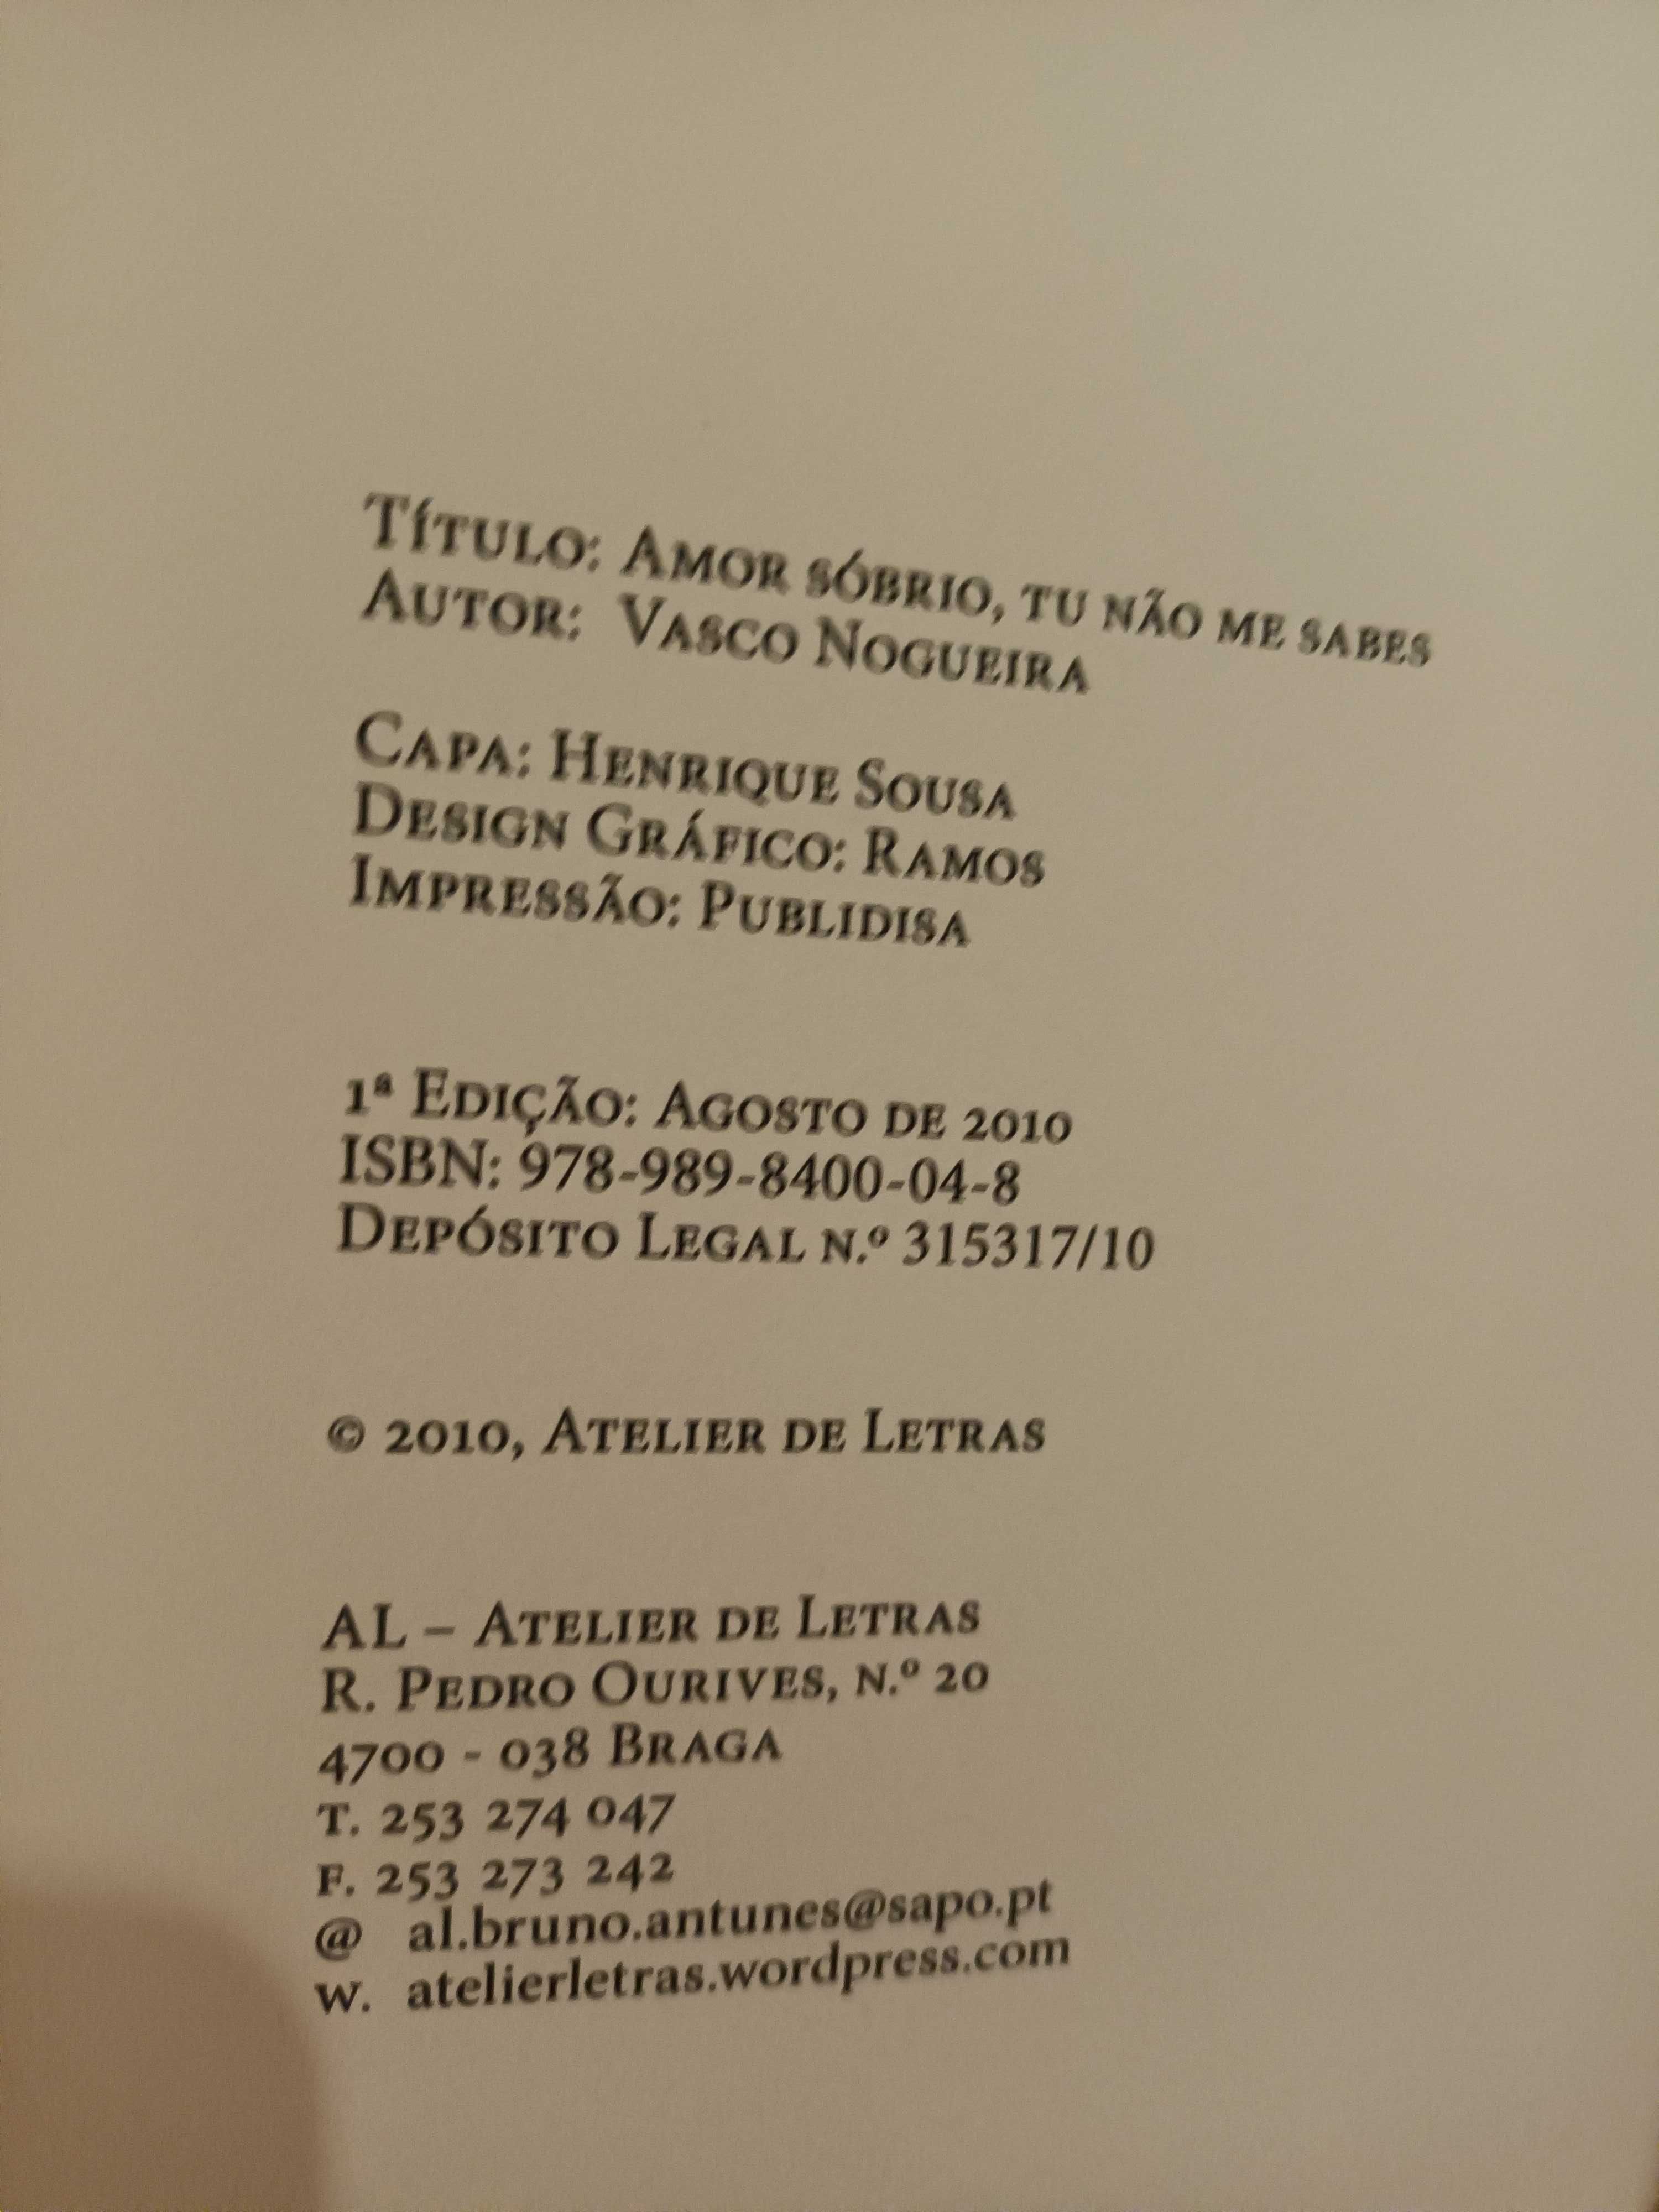 Título: Amor sóbrio, tu não me sabes
Autor: Vasco Nogueira
Capa: Henrique Sousa
Design Gráfico: Ramos
Impressão: Publidisa
1ª Edição: Agosto de 2010
ISBN: 978-989-8400-04-8
Depósito Legal n.º 315317/10
© 2010, Atelier de Letras
AL – Atelier de Letras
R. Pedro Ourives, n.º 20
4700 - 038 Braga
T. 253 274 047
F. 253 273 242
@ al.bruno.antunes@sapo.pt
w. atelierletras.wordpress.com